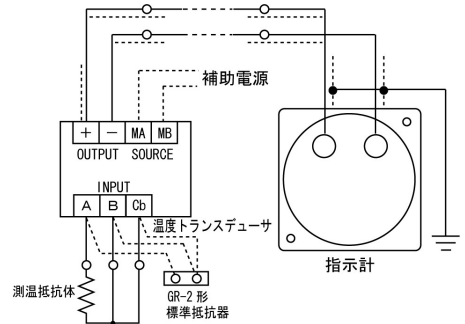 補助電源
+ − MA MB
OUTPUT SOURCE
INPUT
A B Cb
温度トランスデューサ
指示計
測温抵抗体
GR-2 形
標準抵抗器